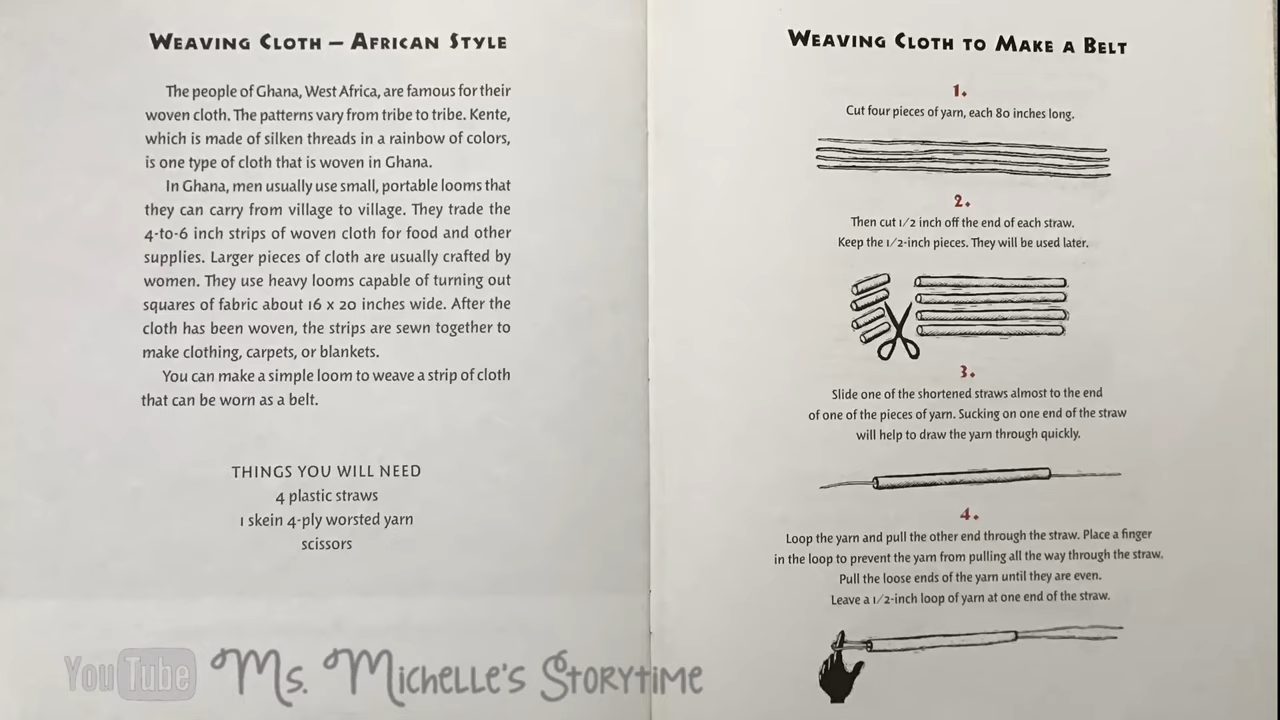 WEAVING CLOTH – AFRICAN STYLE
The people of Ghana, West Africa, are famous for their
woven cloth. The patterns vary from tribe to tribe. Kente,
which is made of silken threads in a rainbow of colors,
is one type of cloth that is woven in Ghana.
In Ghana, men usually use small, portable looms that
they can carry from village to village. They trade the
4-to-6 inch strips of woven cloth for food and other
supplies. Larger pieces of cloth are usually crafted by
women. They use heavy looms capable of turning out
squares of fabric about 16 x 20 inches wide. After the
cloth has been woven, the strips are sewn together to
make clothing, carpets, or blankets.
You can make a simple loom to weave a strip of cloth
that can be worn as a belt.
THINGS YOU WILL NEED
4 plastic straws
1 skein 4-ply worsted yarn
scissors
WEAVING CLOTH TO MAKE A BELT
1.
Cut four pieces of yarn, each 80 inches long.
2.
Then cut 1/2 inch off the end of each straw.
Keep the 1/2-inch pieces. They will be used later.
3.
Slide one of the shortened straws almost to the end
of one of the pieces of yarn. Sucking on one end of the straw
will help to draw the yarn through quickly.
4.
Loop the yarn and pull the other end through the straw. Place a finger
in the loop to prevent the yarn from pulling all the way through the straw.
Pull the loose ends of the yarn until they are even.
Leave a 1/2-inch loop of yarn at one end of the straw.
YouTube Ms. Michelle's Storytime